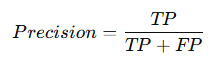 Precision = TP / (TP + FP)